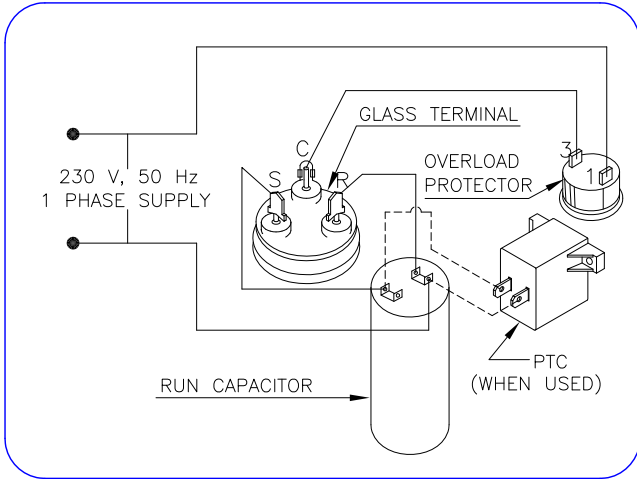 GLASS TERMINAL
C
3
OVERLOAD
PROTECTOR
1
S
R
230 V, 50 Hz
1 PHASE SUPPLY
PTC
(WHEN USED)
RUN CAPACITOR